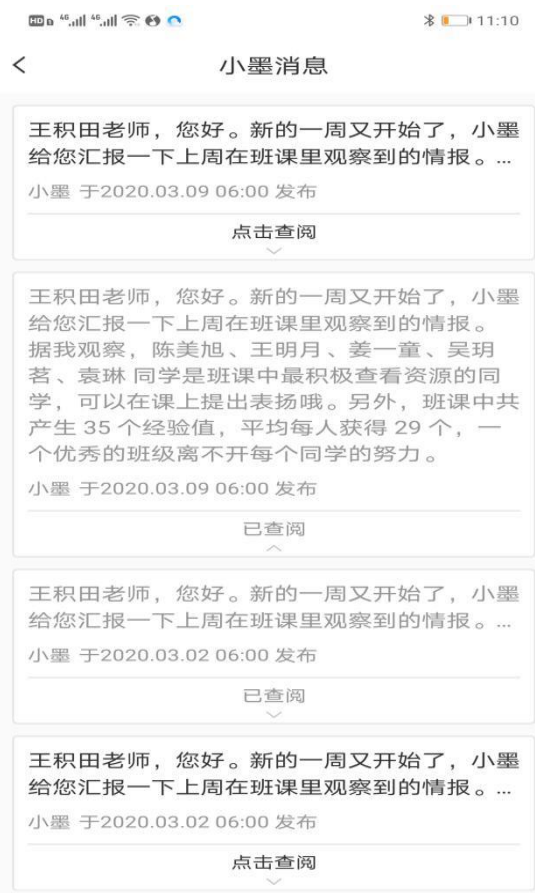 HD 46 46 11:10
小墨消息
王积田老师，您好。新的一周又开始了，小墨
给您汇报一下上周在班课里观察到的情报。...
小墨 于2020.03.09 06:00 发布
点击查阅
王积田老师，您好。新的一周又开始了，小墨
给您汇报一下上周在班课里观察到的情报。
据我观察，陈美旭、王明月、姜一童、吴玥
茗、袁琳 同学是班课中最积极查看资源的同
学，可以在课上提出表扬哦。另外，班课中共
产生 35 个经验值，平均每人获得 29 个，一
个优秀的班级离不开每个同学的努力。
小墨 于2020.03.09 06:00 发布
已查阅
王积田老师，您好。新的一周又开始了，小墨
给您汇报一下上周在班课里观察到的情报。...
小墨 于2020.03.02 06:00 发布
已查阅
王积田老师，您好。新的一周又开始了，小墨
给您汇报一下上周在班课里观察到的情报。...
小墨 于2020.03.02 06:00 发布
点击查阅